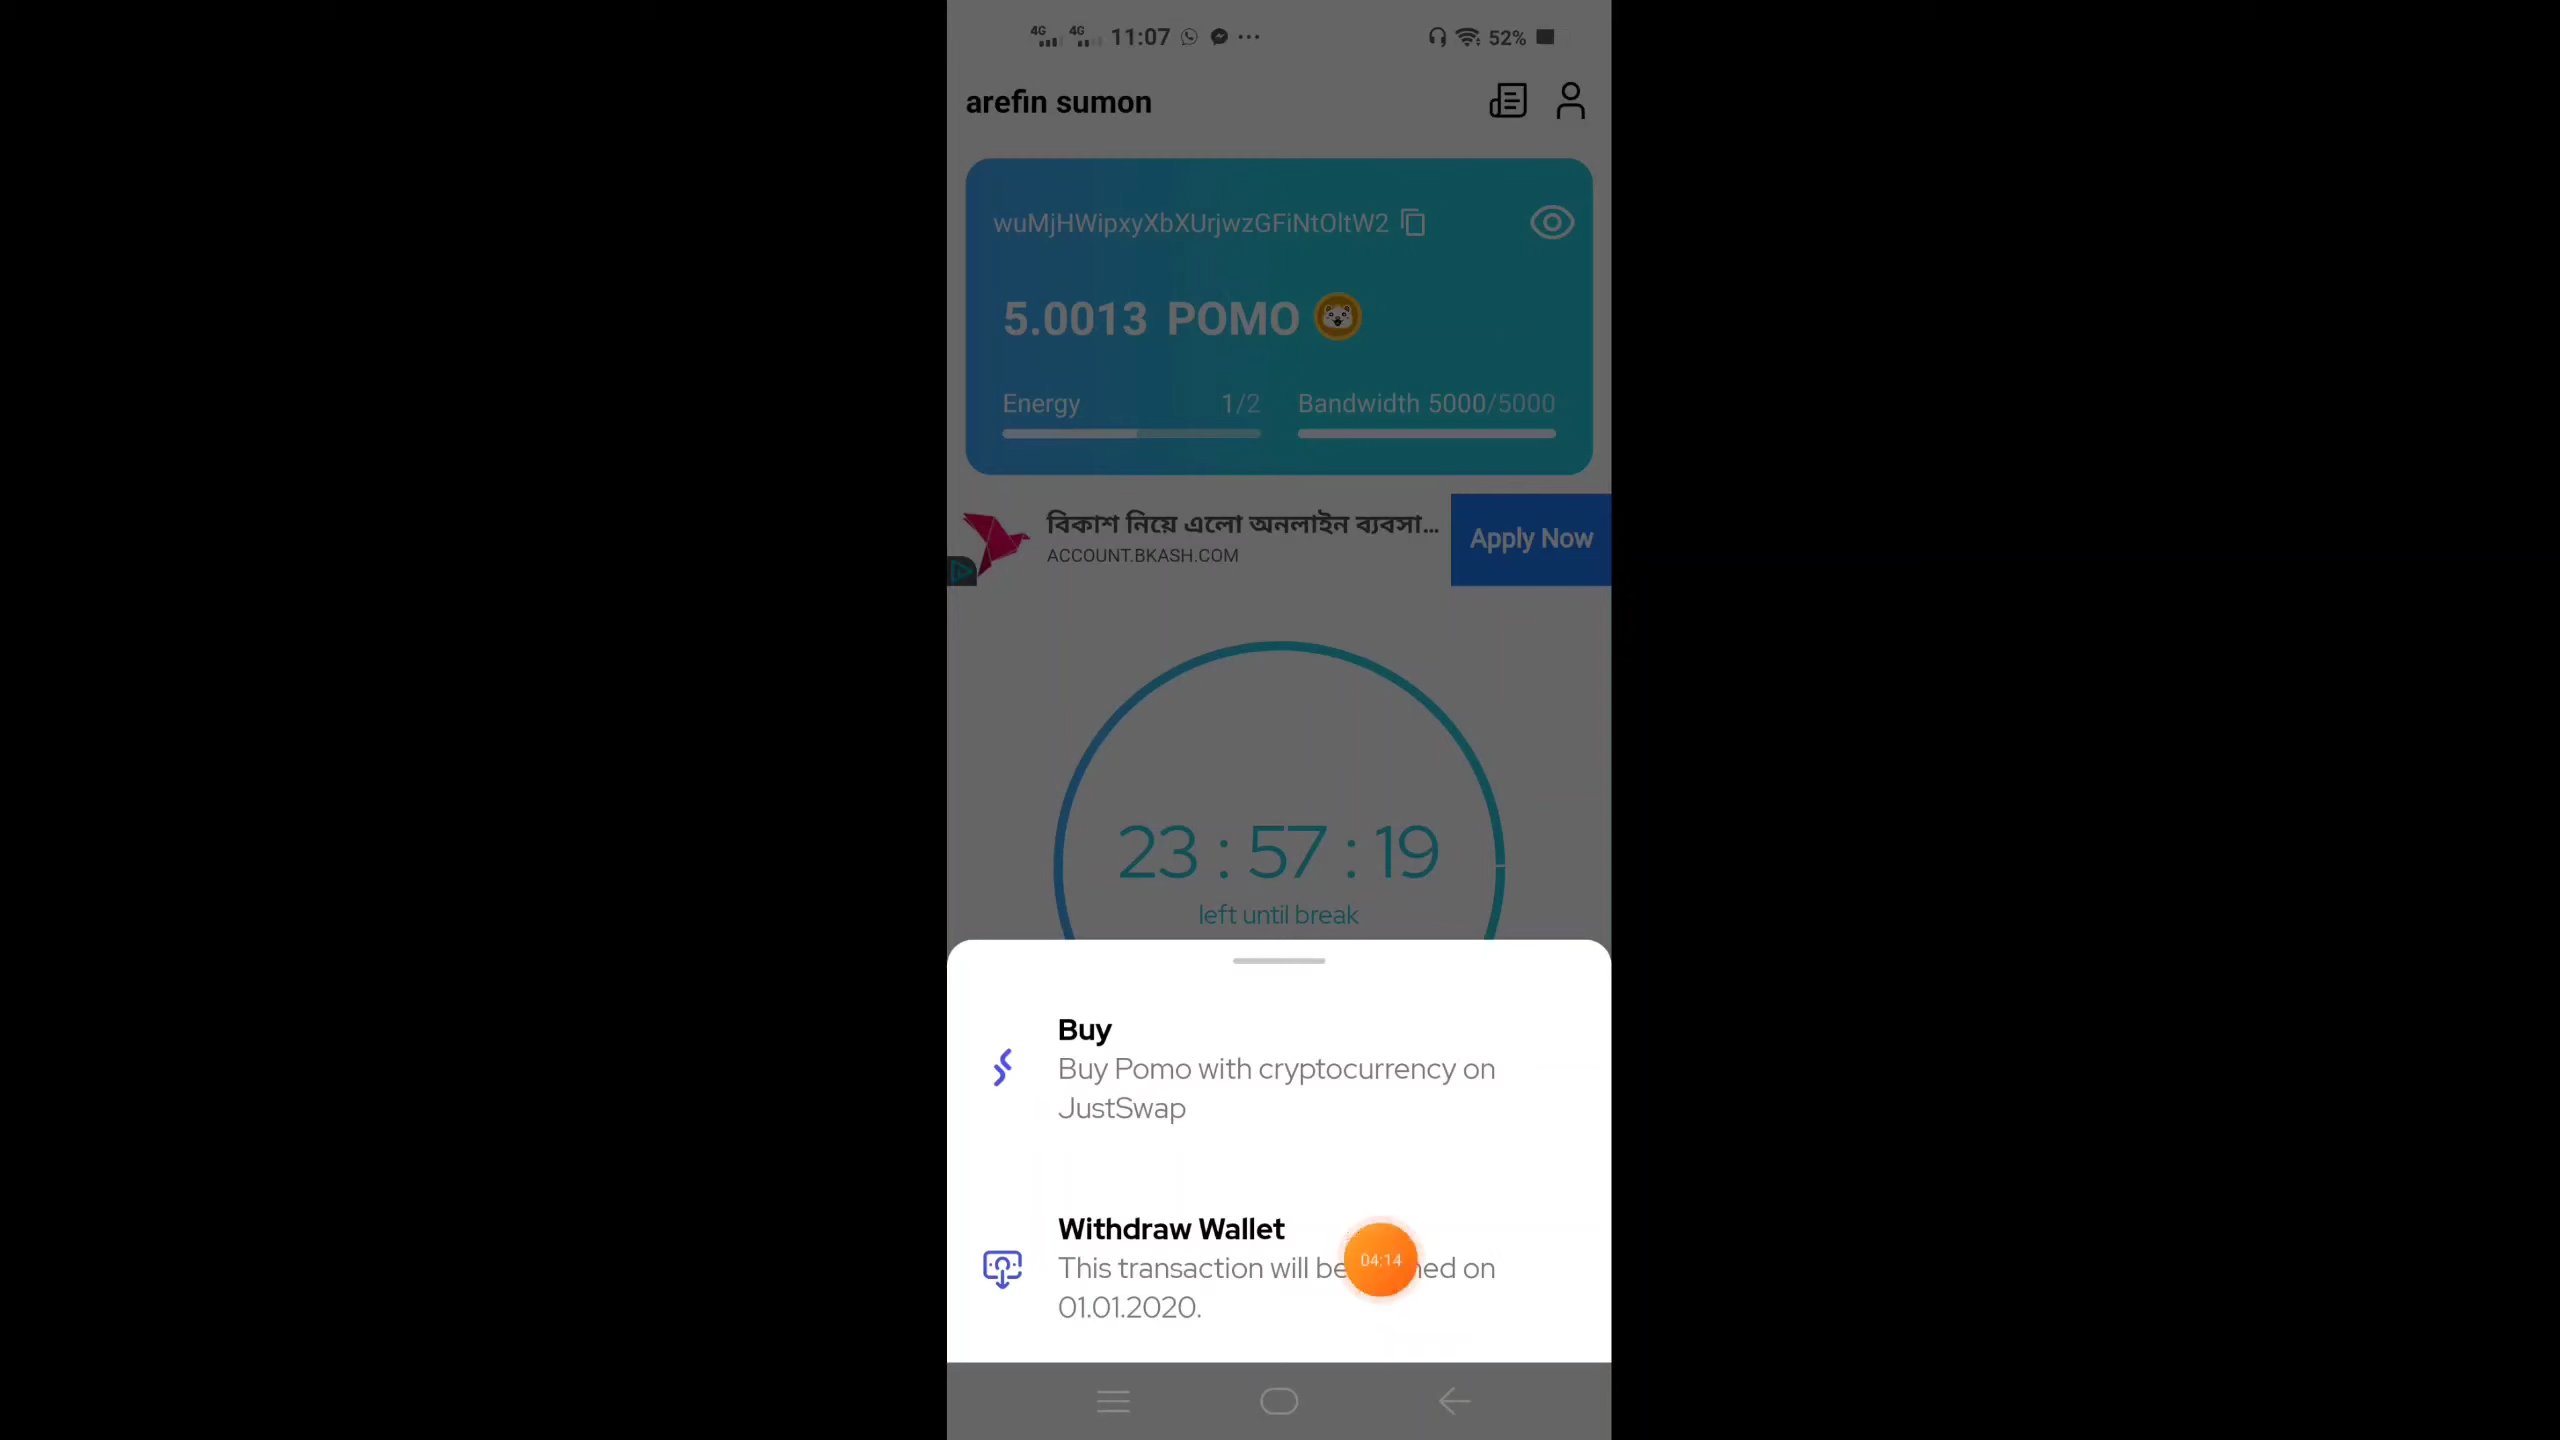 4G 4G 11:07 52%
arefin sumon
wuMjHWipxyXbXUrjwzGFiNtOltW2
5.0013 POMO
Energy 1/2 Bandwidth 5000/5000
বিকাশ নিয়ে এলো অনলাইন ব্যবসা...
ACCOUNT.BKASH.COM
Apply Now
23 : 57 : 19
left until break
Buy
Buy Pomo with cryptocurrency on
JustSwap
Withdraw Wallet
This transaction will be 04:14 on
01.01.2020.